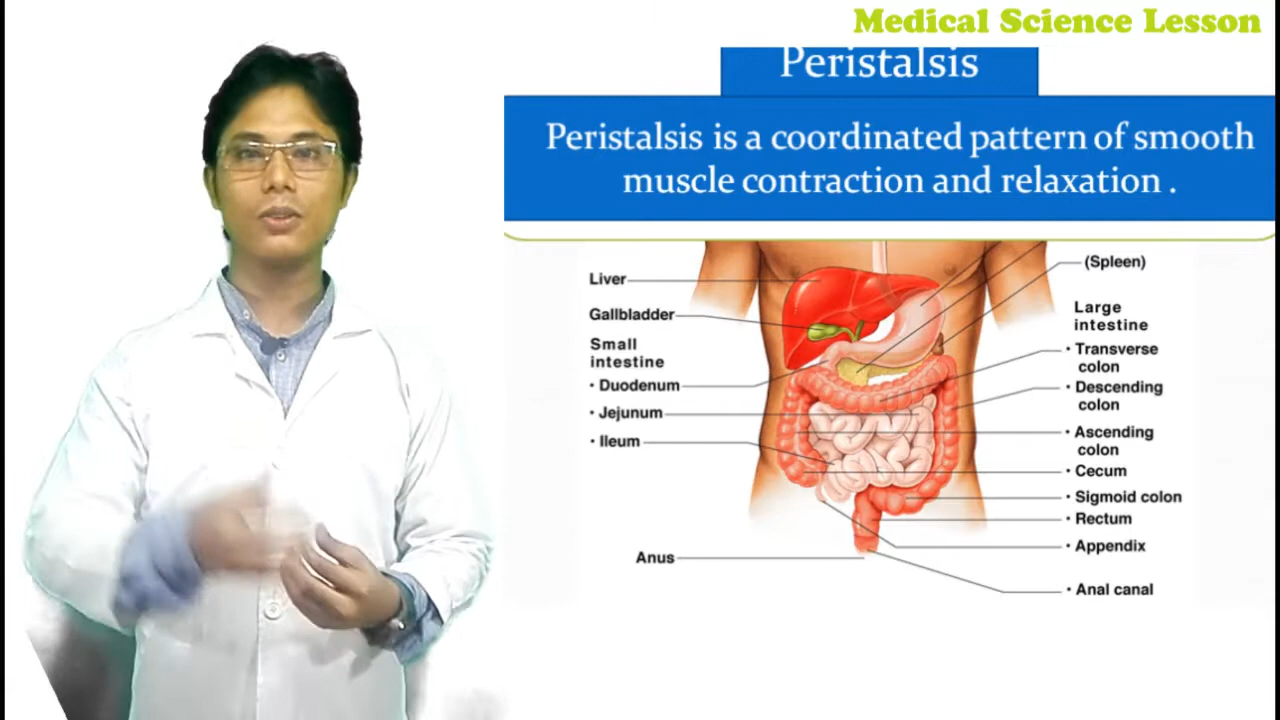 Medical Science Lesson
Peristalsis
Peristalsis is a coordinated pattern of smooth
muscle contraction and relaxation .
Liver
Gallbladder
Small
intestine
• Duodenum
• Jejunum
• Ileum
Anus
(Spleen)
Large
intestine
• Transverse
colon
• Descending
colon
• Ascending
colon
• Cecum
• Sigmoid colon
• Rectum
• Appendix
• Anal canal